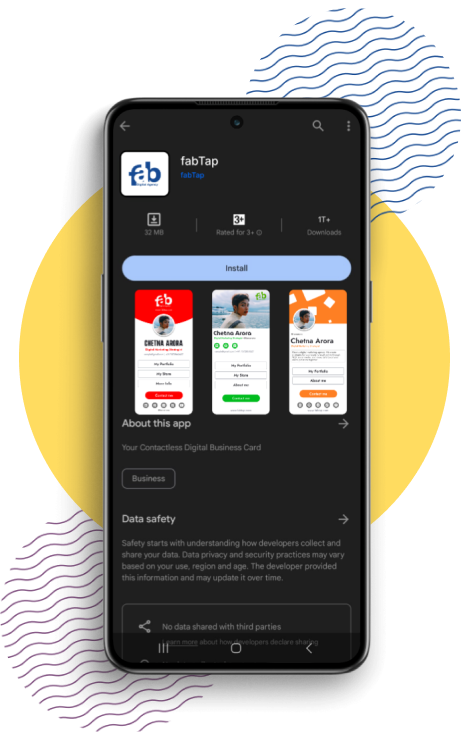 fab
Digital Agency
fabTap
fabTap
3+
1T+
32 MB
Rated for 3+
Downloads
Install
fab
CHETNA ARORA
My Portfolio
My Store
Contact me
fab
Chetna Arora
My Portfolio
My Store
About me
Contact me
Chetna Arora
My Portfolio
About me
Contact me
About this app
Your Contactless Digital Business Card
Business
Data safety
Safety starts with understanding how developers collect and
share your data. Data privacy and security practices may vary
based on your use, region and age. The developer provided
this information and may update it over time.
No data shared with third parties
Learn more about how developers declare sharing